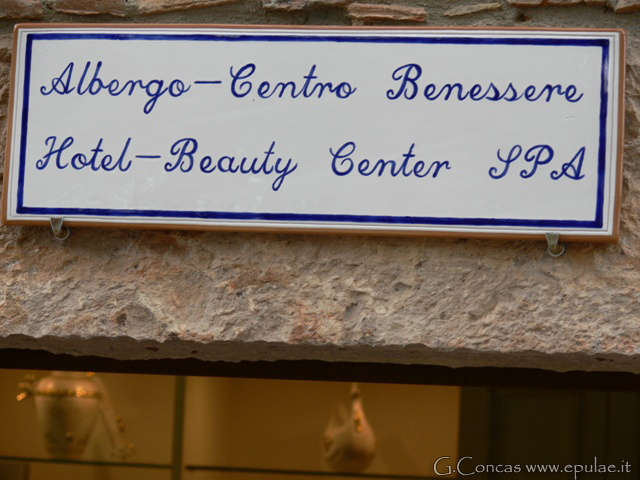 Albergo-Centro Benessere
Hotel-Beauty Center SPA
© G.Concas www.epulae.it